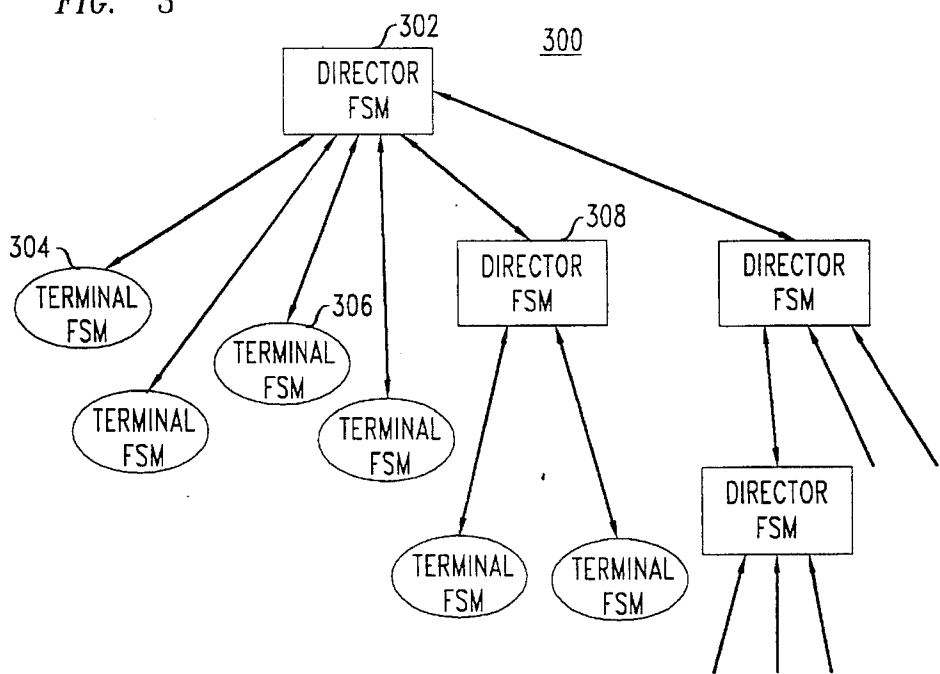 FIG. 3
302
300
DIRECTOR
FSM
308
304
DIRECTOR
FSM
DIRECTOR
FSM
TERMINAL
FSM
306
TERMINAL
FSM
TERMINAL
FSM
TERMINAL
FSM
DIRECTOR
FSM
TERMINAL
FSM
TERMINAL
FSM